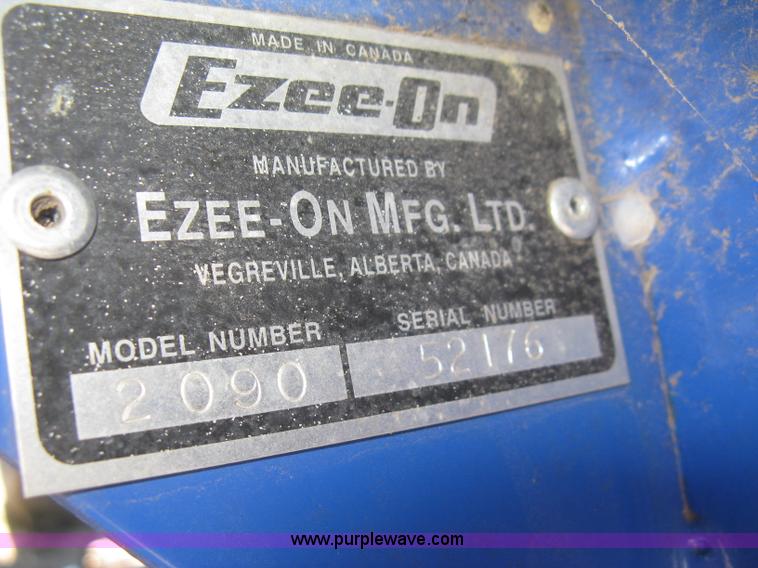 MADE IN CANADA
Ezee-On
MANUFACTURED BY
EZEE-ON MFG. LTD.
VEGREVILLE, ALBERTA, CANADA
MODEL NUMBER SERIAL NUMBER
2090 52176
www.purplewave.com